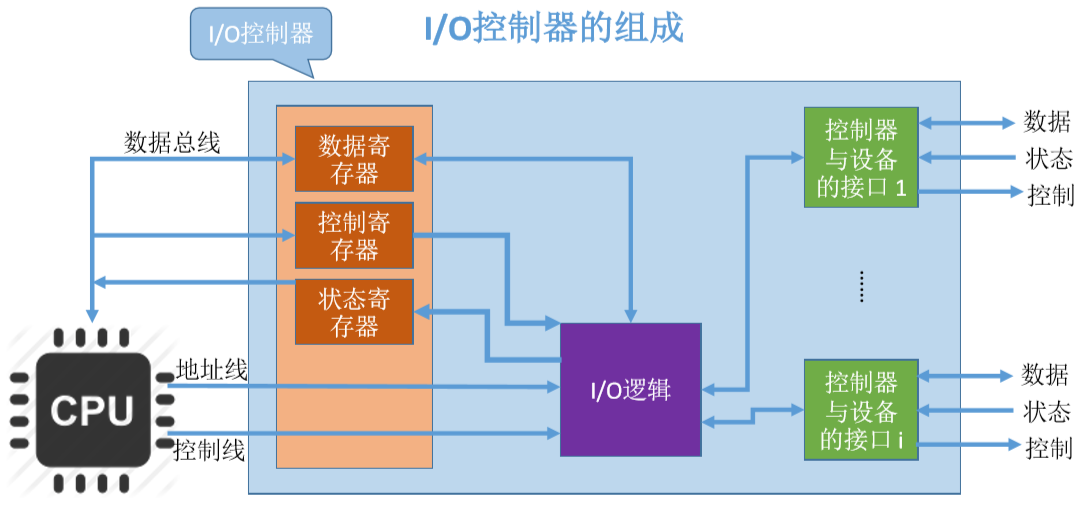 I/O控制器的组成
I/O控制器
数据总线
数据寄
存器
控制寄
存器
状态寄
存器
CPU
地址线
控制线
I/O逻辑
控制器
与设备
的接口 1
数据
状态
控制
......
控制器
与设备
的接口 i
数据
状态
控制